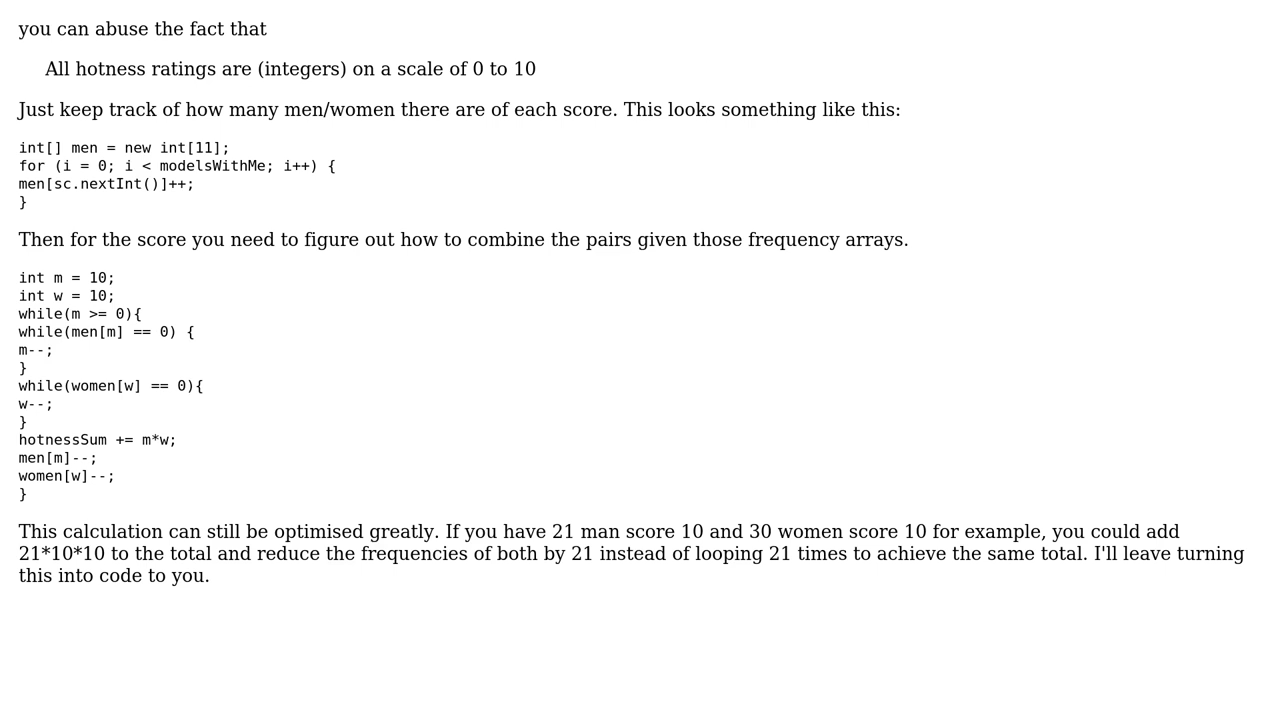 you can abuse the fact that
All hotness ratings are (integers) on a scale of 0 to 10
Just keep track of how many men/women there are of each score. This looks something like this:
int[] men = new int[11];
for (i = 0; i < modelsWithMe; i++) {
men[sc.nextInt()]++;
}
Then for the score you need to figure out how to combine the pairs given those frequency arrays.
int m = 10;
int w = 10;
while(m >= 0){
while(men[m] == 0) {
m--;
}
while(women[w] == 0){
w--;
}
hotnessSum += m*w;
men[m]--;
women[w]--;
}
This calculation can still be optimised greatly. If you have 21 man score 10 and 30 women score 10 for example, you could add
21*10*10 to the total and reduce the frequencies of both by 21 instead of looping 21 times to achieve the same total. I'll leave turning
this into code to you.